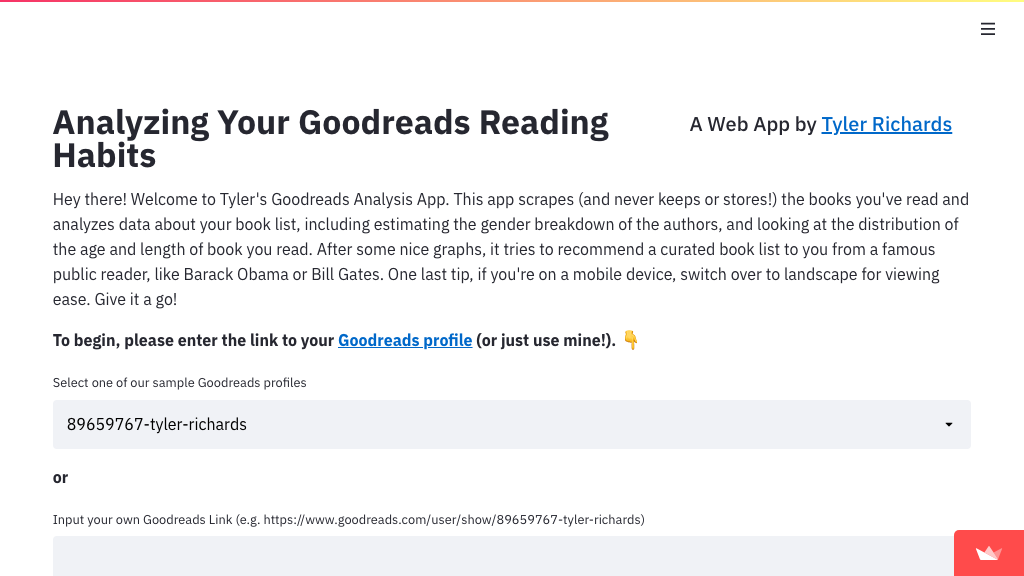 Analyzing Your Goodreads Reading Habits
A Web App by Tyler Richards
Hey there! Welcome to Tyler's Goodreads Analysis App. This app scrapes (and never keeps or stores!) the books you've read and
analyzes data about your book list, including estimating the gender breakdown of the authors, and looking at the distribution of
the age and length of book you read. After some nice graphs, it tries to recommend a curated book list to you from a famous
public reader, like Barack Obama or Bill Gates. One last tip, if you're on a mobile device, switch over to landscape for viewing
ease. Give it a go!
To begin, please enter the link to your Goodreads profile (or just use mine!). 👇
Select one of our sample Goodreads profiles
89659767-tyler-richards
or
Input your own Goodreads Link (e.g. https://www.goodreads.com/user/show/89659767-tyler-richards)